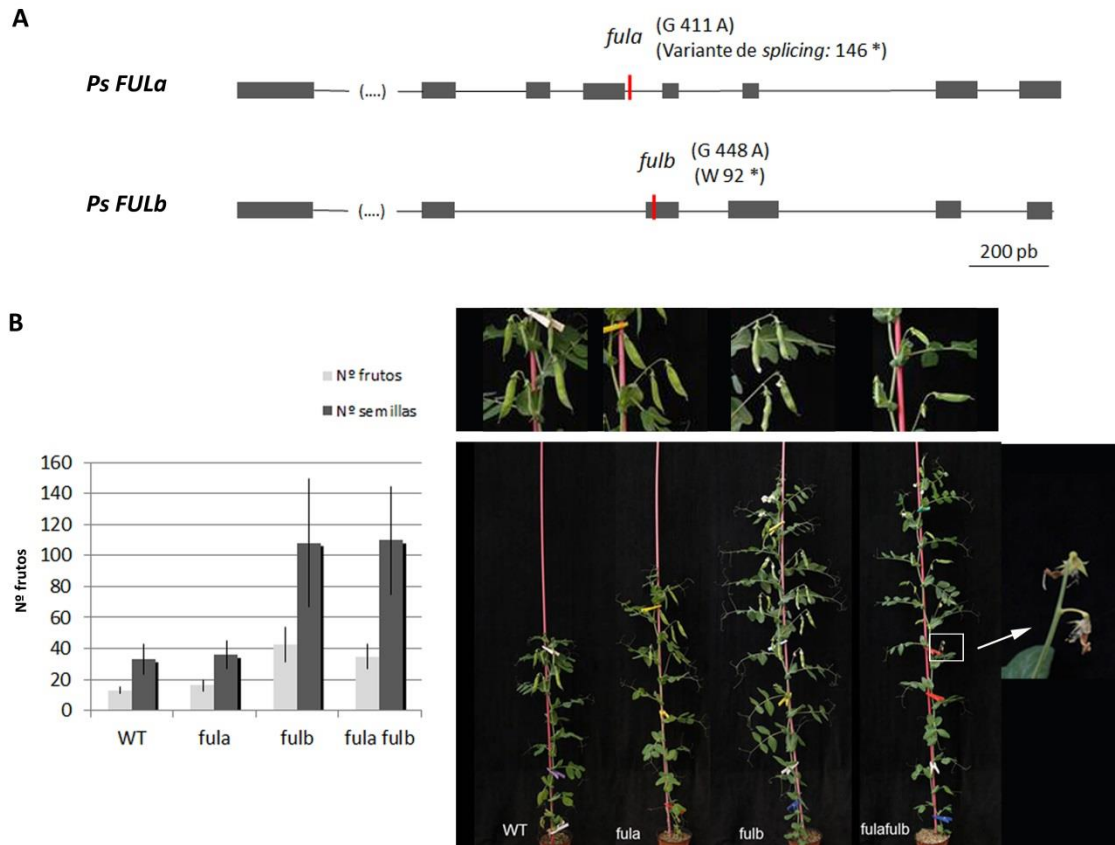 A
fula (G 411 A)
(Variante de splicing: 146 *)
Ps FULa
(....)
fulb (G 448 A)
(W 92 *)
Ps FULb
(....)
200 pb
B
Nº frutos
Nº semillas
Nº frutos
160
140
120
100
80
60
40
20
0
WT
fula
fulb
fula fulb
WT
fula
fulb
fulafulb